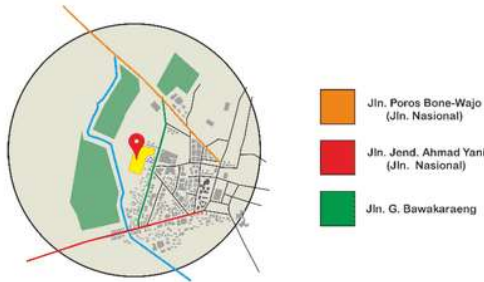 Jln. Poros Bone-Wajo
(Jln. Nasional)
Jln. Jend. Ahmad Yani
(Jln. Nasional)
Jln. G. Bawakaraeng